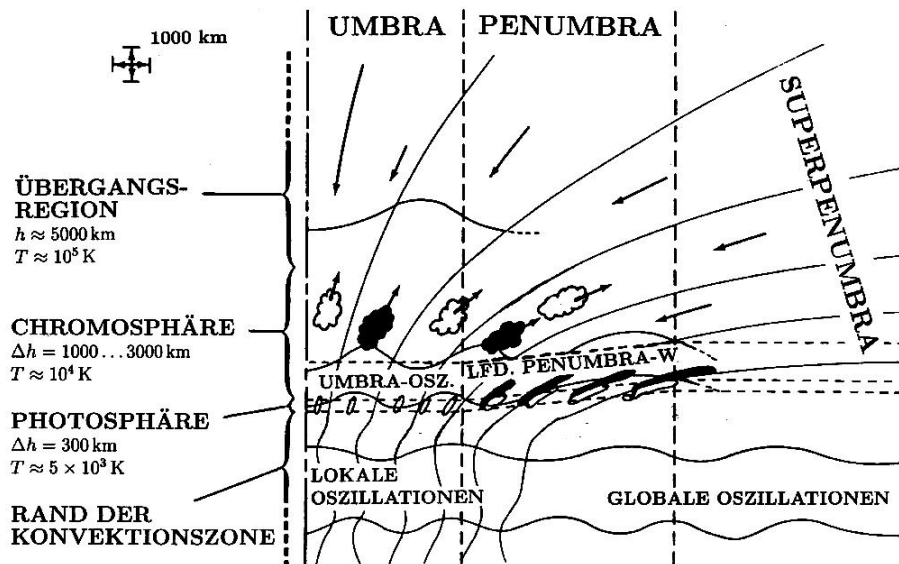 1000 km
UMBRA
PENUMBRA
SUPERPENUMBRA
ÜBERGANGS-
REGION
h ≈ 5000 km
T ≈ 10⁵ K
CHROMOSPHÄRE
Δh = 1000 ... 3000 km
T ≈ 10⁴ K
PHOTOSPHÄRE
Δh = 300 km
T ≈ 5 × 10³ K
RAND DER
KONVEKTIONSZONE
UMBRA-OSZ.
LFD. PENUMBRA-W
LOKALE
OSZILLATIONEN
GLOBALE OSZILLATIONEN